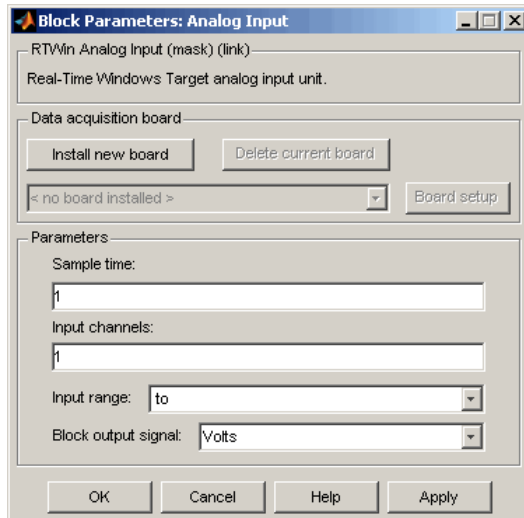 Block Parameters: Analog Input
RTWin Analog Input (mask) (link)
Real-Time Windows Target analog input unit.
Data acquisition board
Install new board Delete current board
< no board installed > Board setup
Parameters
Sample time:
1
Input channels:
1
Input range: to
Block output signal: Volts
OK Cancel Help Apply